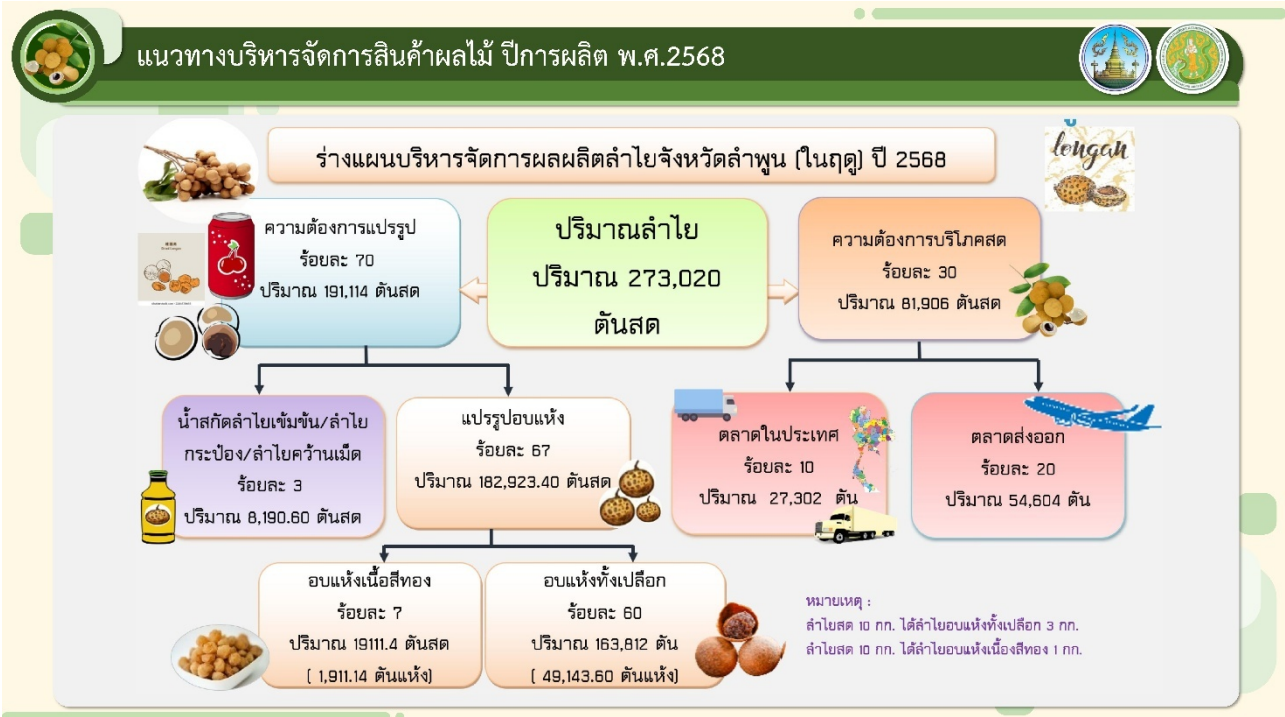 แนวทางบริหารจัดการสินค้าผลไม้ ปีการผลิต พ.ศ.2568
ร่างแผนบริหารจัดการผลผลิตลำไยจังหวัดลำพูน (ในฤดู) ปี 2568
longan
ความต้องการแปรรูป
ร้อยละ 70
ปริมาณ 191,114 ตันสด
ปริมาณลำไย
ปริมาณ 273,020
ตันสด
ความต้องการบริโภคสด
ร้อยละ 30
ปริมาณ 81,906 ตันสด
น้ำสกัดลำไยเข้มข้น/ลำไย
กระป๋อง/ลำไยคว้านเม็ด
ร้อยละ 3
ปริมาณ 8,190.60 ตันสด
แปรรูปอบแห้ง
ร้อยละ 67
ปริมาณ 182,923.40 ตันสด
ตลาดในประเทศ
ร้อยละ 10
ปริมาณ 27,302 ตัน
ตลาดส่งออก
ร้อยละ 20
ปริมาณ 54,604 ตัน
อบแห้งเนื้อสีทอง
ร้อยละ 7
ปริมาณ 19111.4 ตันสด
( 1,911.14 ตันแห้ง)
อบแห้งทั้งเปลือก
ร้อยละ 60
ปริมาณ 163,812 ตัน
( 49,143.60 ตันแห้ง)
หมายเหตุ :
ลำไยสด 10 กก. ได้ลำไยอบแห้งทั้งเปลือก 3 กก.
ลำไยสด 10 กก. ได้ลำไยอบแห้งเนื้องสีทอง 1 กก.